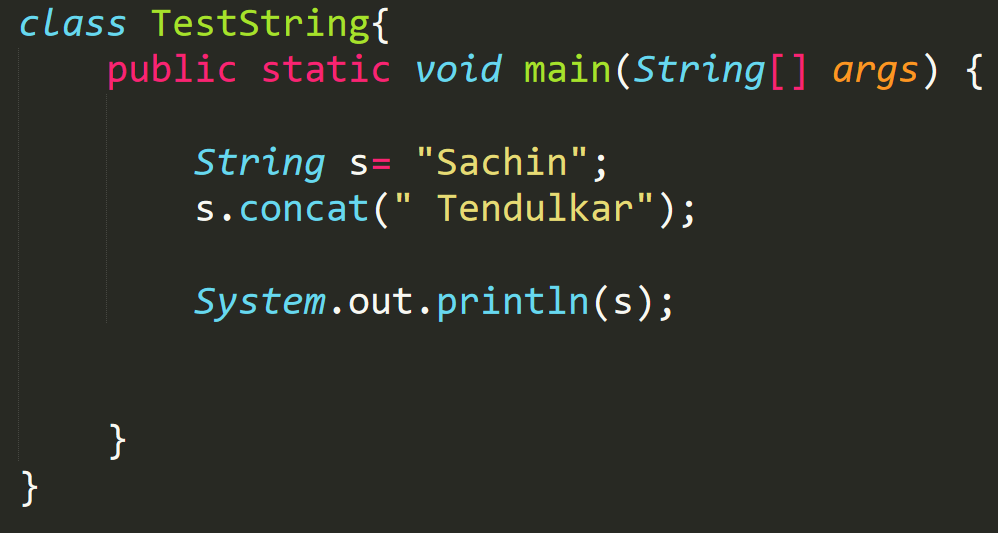 class TestString{
public static void main(String[] args) {
String s= "Sachin";
s.concat(" Tendulkar");
System.out.println(s);
}
}